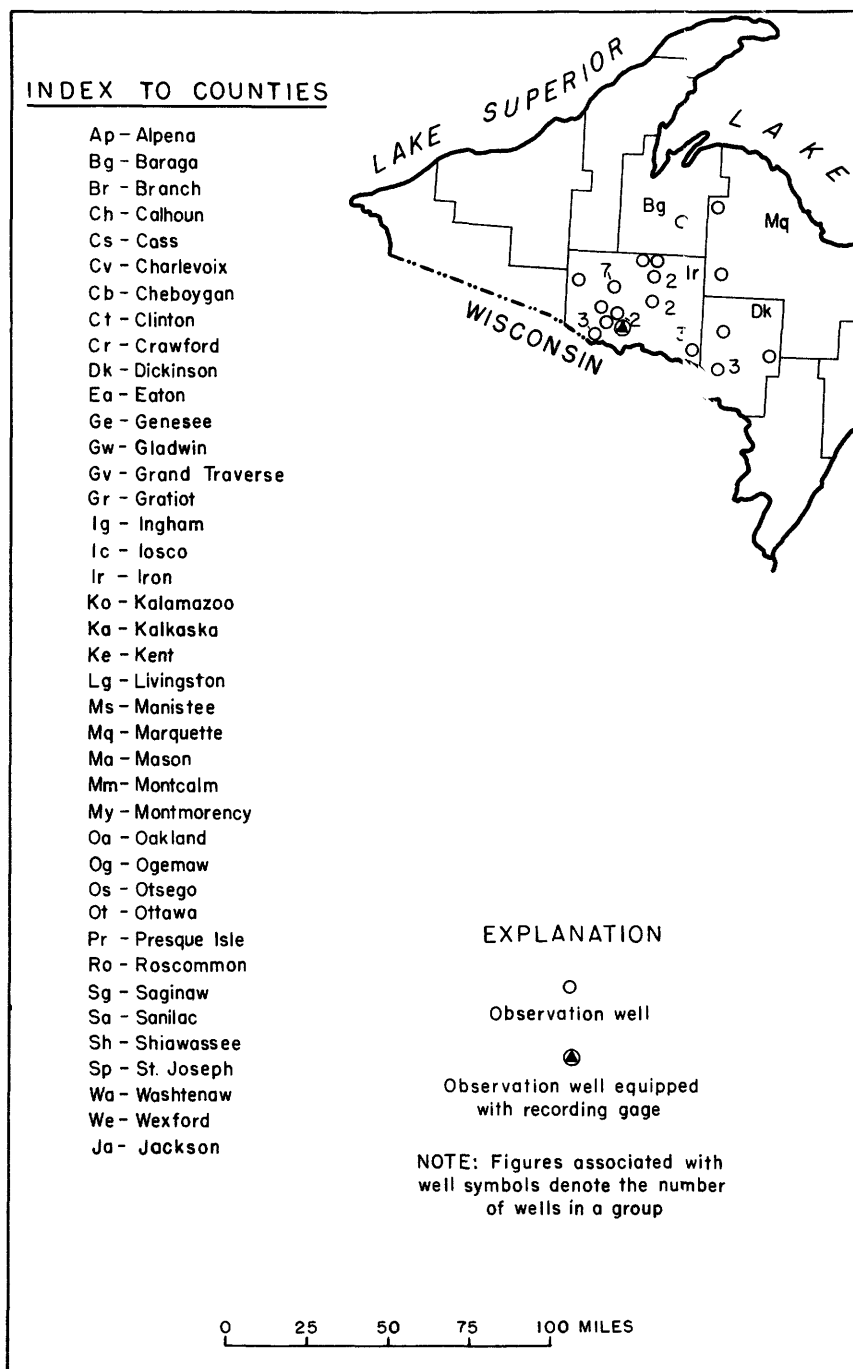 INDEX TO COUNTIES
Ap - Alpena
Bg - Baraga
Br - Branch
Ch - Calhoun
Cs - Cass
Cv - Charlevoix
Cb - Cheboygan
Ct - Clinton
Cr - Crawford
Dk - Dickinson
Ea - Eaton
Ge - Genesee
Gw - Gladwin
Gv - Grand Traverse
Gr - Gratiot
Ig - Ingham
Ic - Iosco
Ir - Iron
Ko - Kalamazoo
Ka - Kalkaska
Ke - Kent
Lg - Livingston
Ms - Manistee
Mq - Marquette
Ma - Mason
Mm - Montcalm
My - Montmorency
Oa - Oakland
Og - Ogemaw
Os - Otsego
Ot - Ottawa
Pr - Presque Isle
Ro - Roscommon
Sg - Saginaw
Sa - Sanilac
Sh - Shiawassee
Sp - St. Joseph
Wa - Washtenaw
We - Wexford
Ja - Jackson
LAKE SUPERIOR
LAKE
Bg
Mq
Ir
7
2
2
3
2
3
Dk
3
WISCONSIN
EXPLANATION
Observation well
Observation well equipped
with recording gage
NOTE: Figures associated with
well symbols denote the number
of wells in a group
0 25 50 75 100 MILES